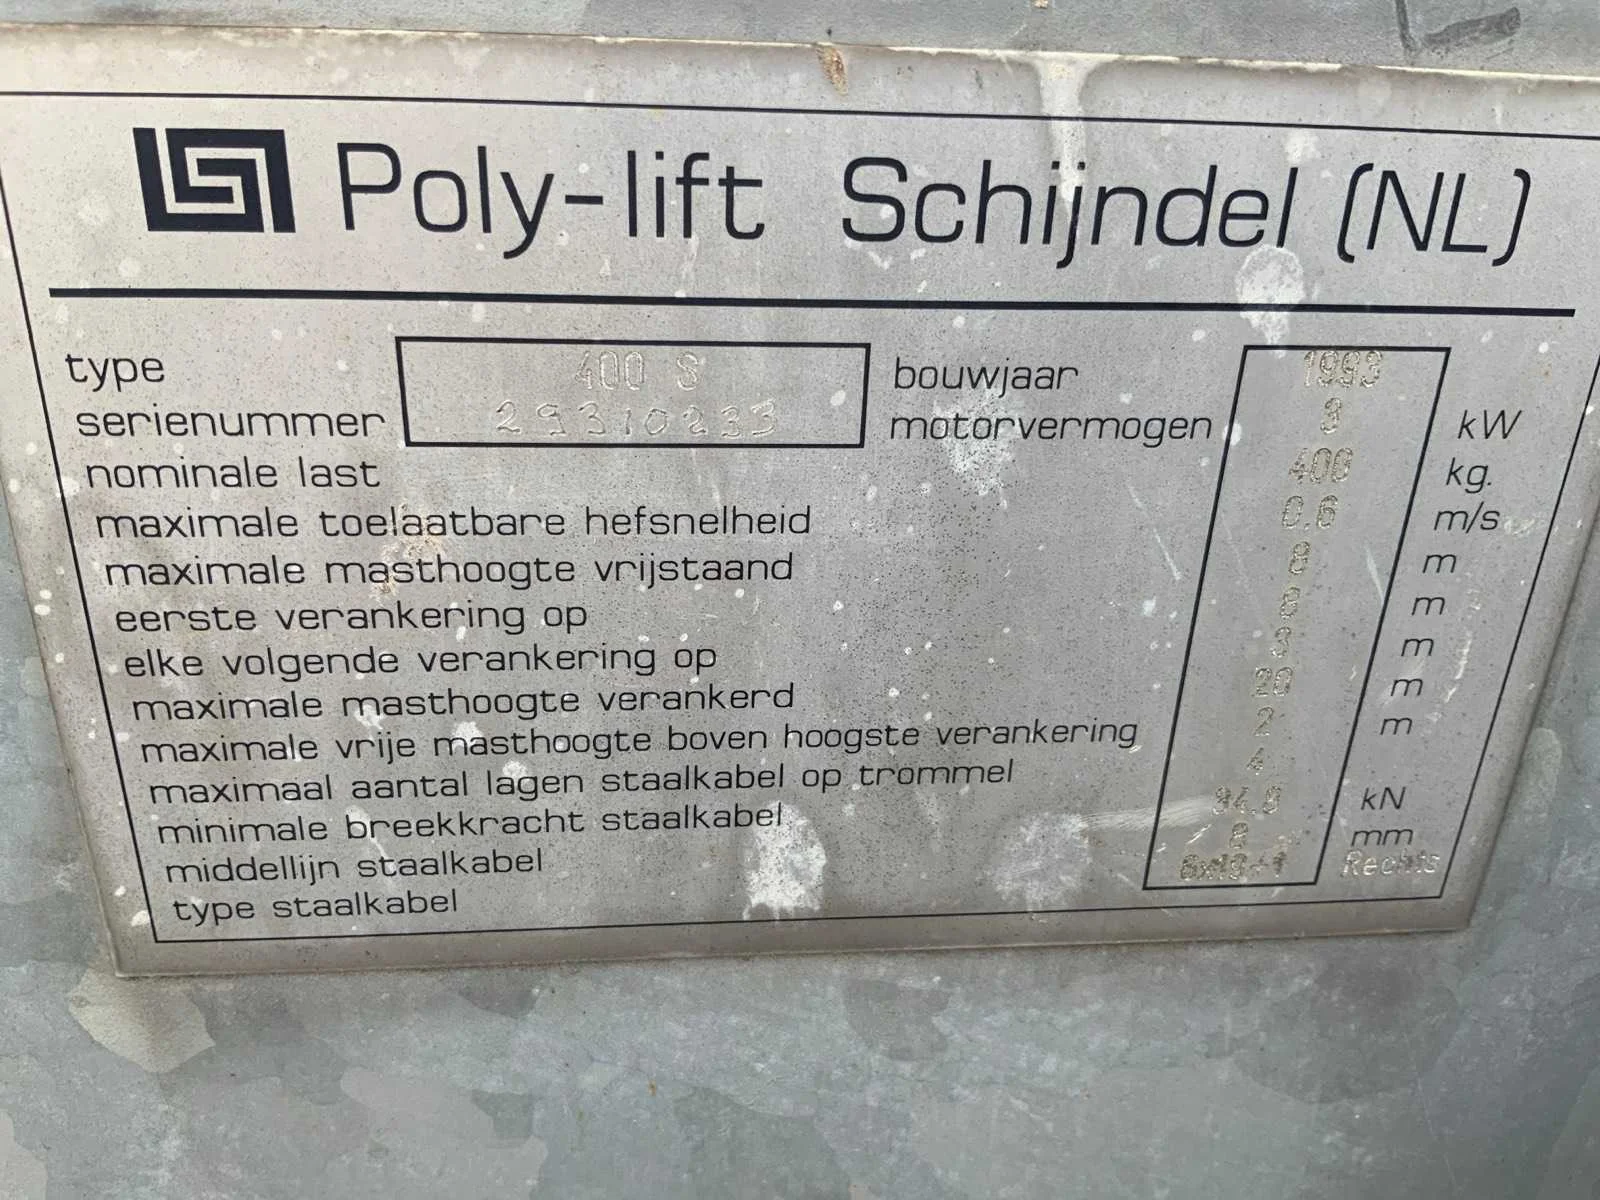 Poly-lift Schijndel (NL)
type 400 S bouwjaar 1993
serienummer 29310233 motorvermogen 3 kW
nominale last 400 kg.
maximale toelaatbare hefsnelheid 0.6 m/s
maximale masthoogte vrijstaand 8 m
eerste verankering op m
elke volgende verankering op 3 m
maximale masthoogte verankerd 20 m
maximale vrije masthoogte boven hoogste verankering 2 m
maximaal aantal lagen staalkabel op trommel 4
minimale breekkracht staalkabel kN
middellijn staalkabel mm
type staalkabel Rechts